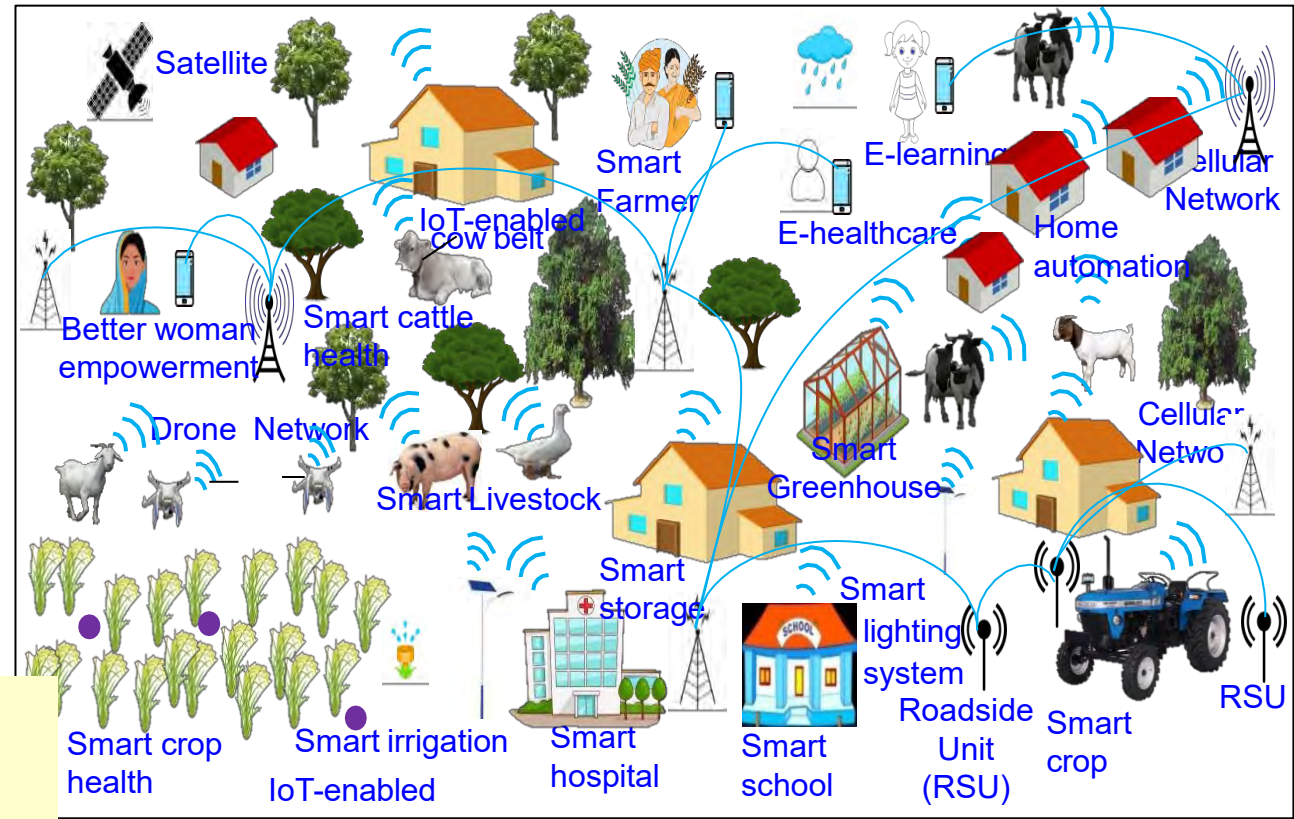 Satellite
Smart
Farmer
E-learning
ellular
Network
IoT-enabled
cow belt
E-healthcare
Home
automation
Better woman
empowerment
Smart cattle
health
Drone Network
Smart Livestock
Smart
Greenhouse
Cellular
Netwo
Smart
storage
SCHOOL
Smart
lighting
system
Roadside
Unit
(RSU)
RSU
Smart
crop
Smart crop
health
Smart irrigation
IoT-enabled
Smart
hospital
Smart
school